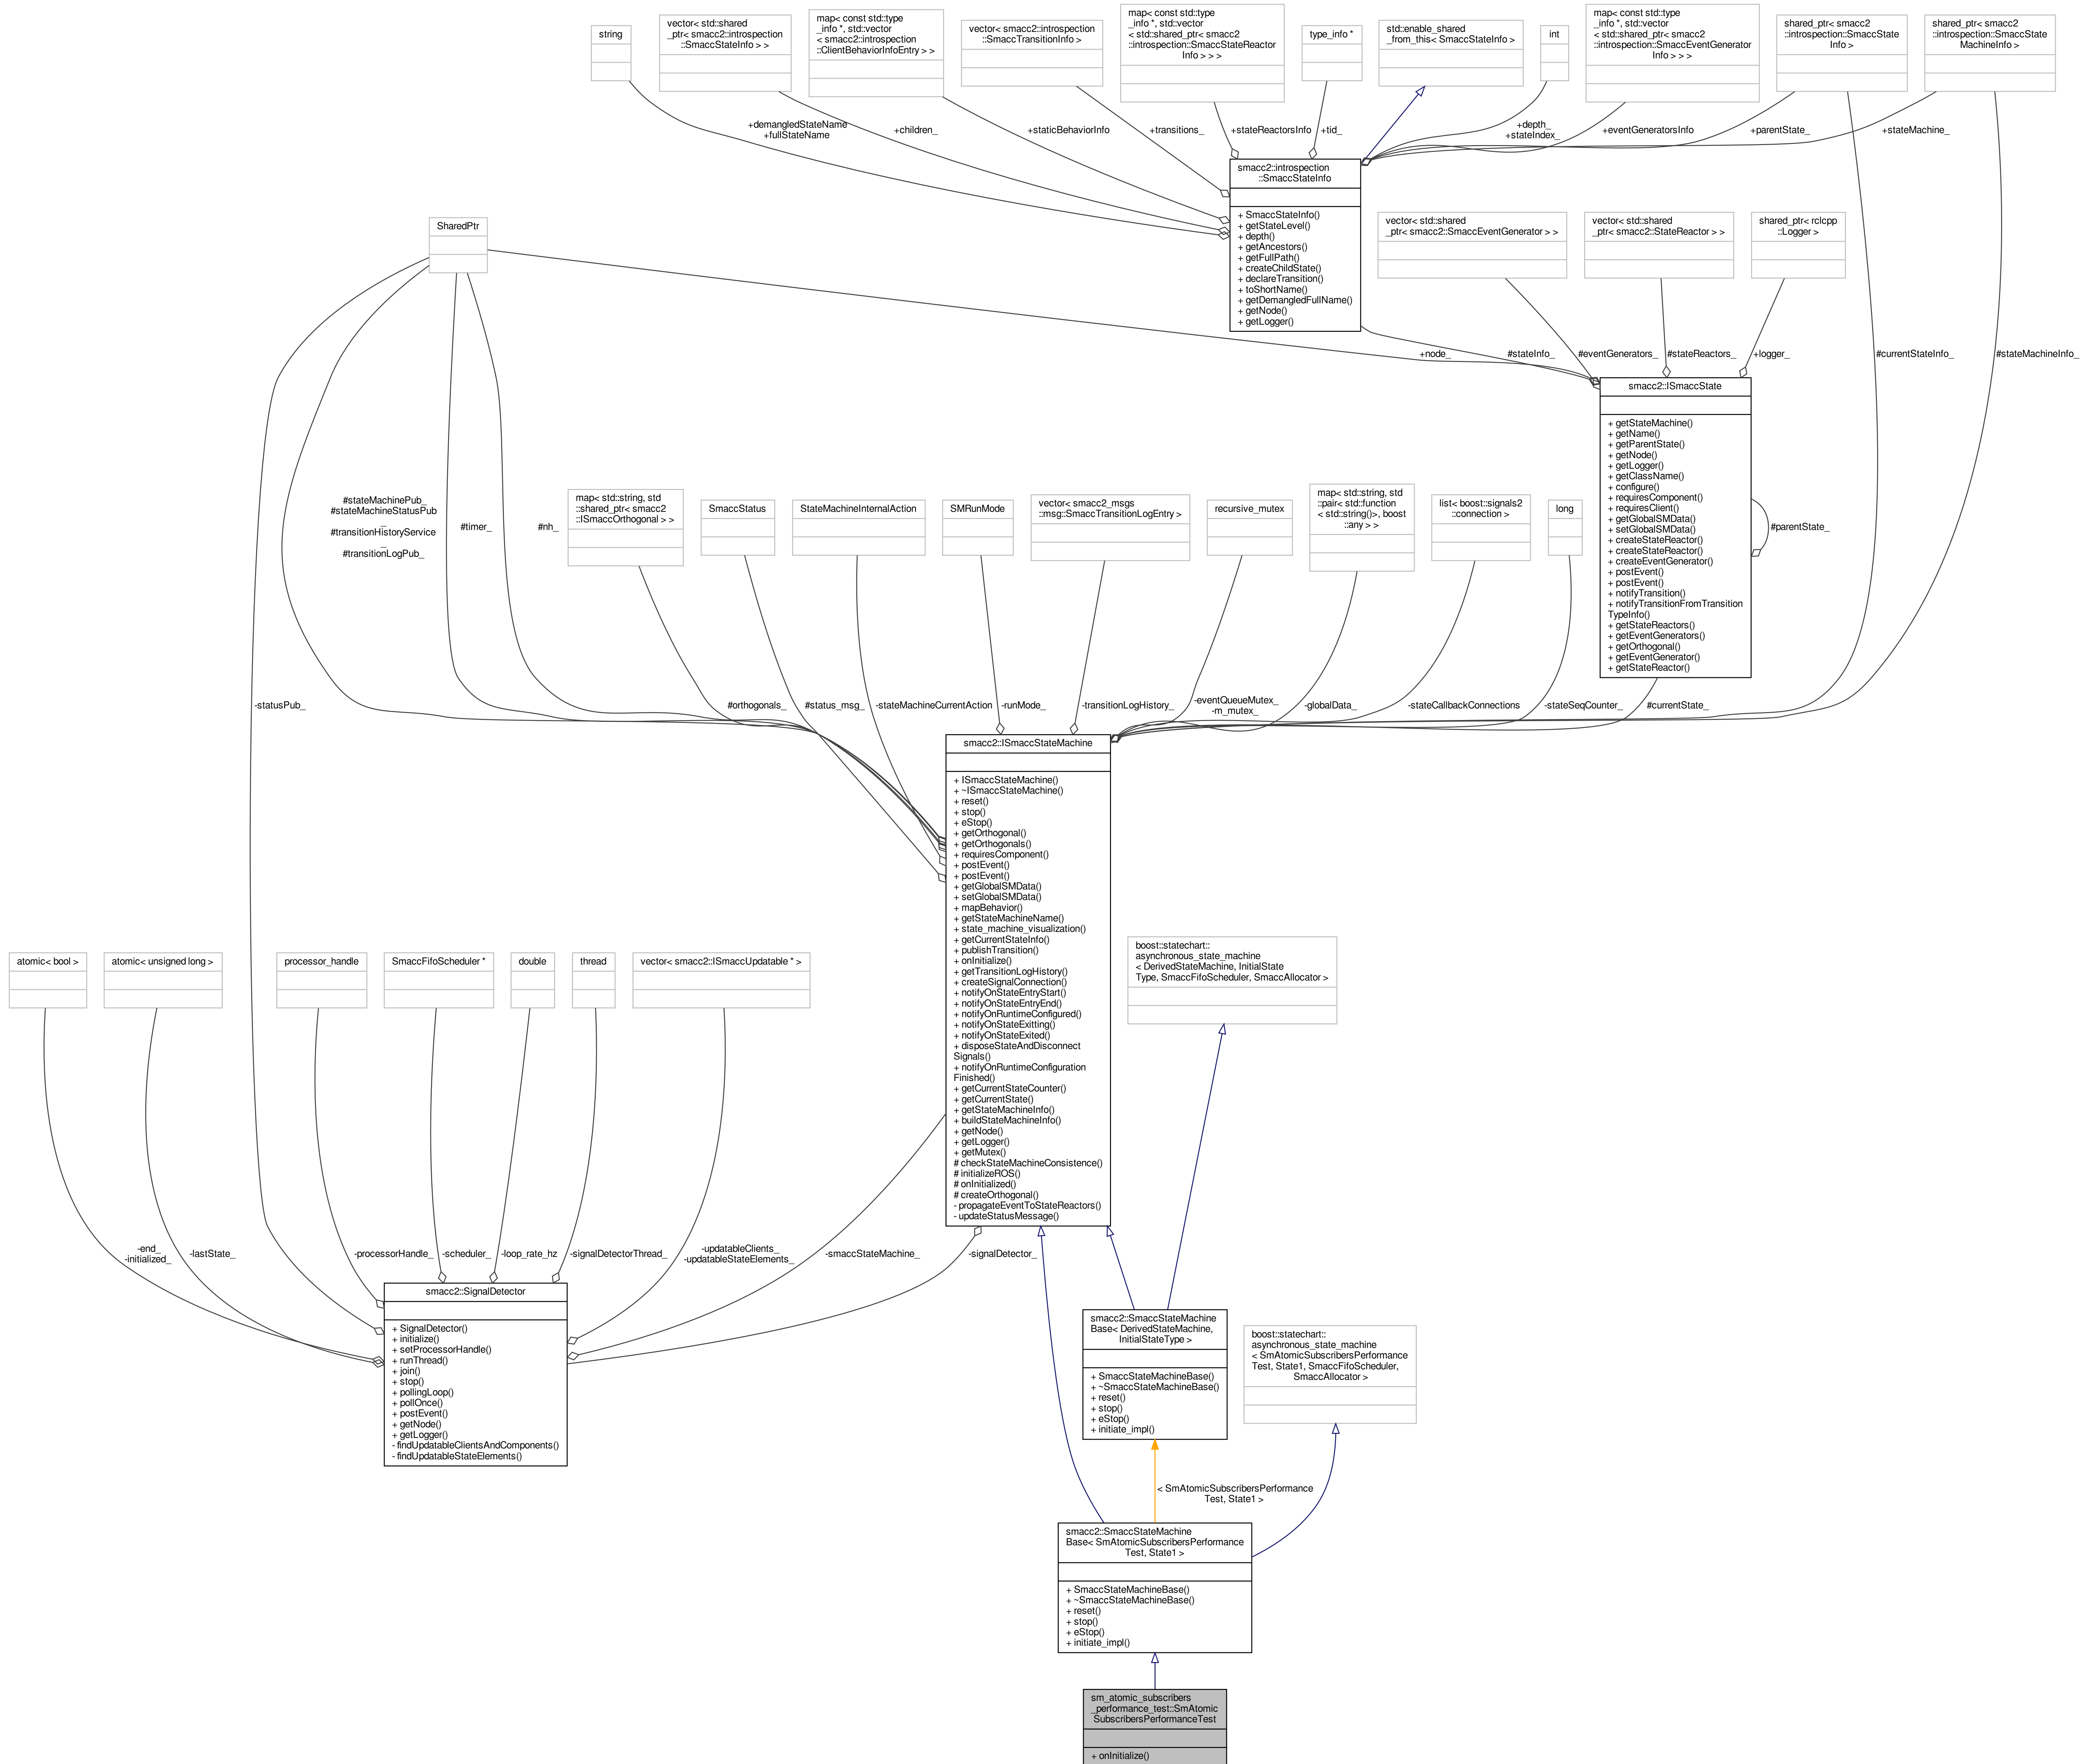 string
vector< std::shared
_ptr< smacc2::introspection
::SmaccStateInfo > >
map< const std::type
_info *, std::vector
< smacc2::introspection
::ClientBehaviorInfoEntry > >
vector< smacc2::introspection
::SmaccTransitionInfo >
map< const std::type
_info *, std::vector
< std::shared_ptr< smacc2
::introspection::SmaccStateReactor
Info > > >
type_info *
std::enable_shared
_from_this< SmaccStateInfo >
int
map< const std::type
_info *, std::vector
< std::shared_ptr< smacc2
::introspection::SmaccEventGenerator
Info > > >
shared_ptr< smacc2
::introspection::SmaccState
Info >
shared_ptr< smacc2
::introspection::SmaccState
MachineInfo >
+demangledStateName
+fullStateName
+children_
+staticBehaviorInfo
+transitions_
+stateReactorsInfo
+tid_
+depth_
+stateIndex_
+eventGeneratorsInfo
+parentState_
+stateMachine_
smacc2::introspection
::SmaccStateInfo
+ SmaccStateInfo()
+ getStateLevel()
+ depth()
+ getAncestors()
+ getFullPath()
+ createChildState()
+ declareTransition()
+ toShortName()
+ getDemangledFullName()
+ getNode()
+ getLogger()
SharedPtr
vector< std::shared
_ptr< smacc2::SmaccEventGenerator > >
vector< std::shared
_ptr< smacc2::StateReactor > >
shared_ptr< rclcpp
::Logger >
+node_
#stateInfo_
#eventGenerators_
#stateReactors_
+logger_
#currentStateInfo_
#stateMachineInfo_
smacc2::ISmaccState
+ getStateMachine()
+ getName()
+ getParentState()
+ getNode()
+ getLogger()
+ getClassName()
+ configure()
+ requiresComponent()
+ requiresClient()
+ getGlobalSMData()
+ setGlobalSMData()
+ createStateReactor()
+ createStateReactor()
+ createEventGenerator()
+ postEvent()
+ postEvent()
+ notifyTransition()
+ notifyTransitionFromTransition
TypeInfo()
+ getStateReactors()
+ getEventGenerators()
+ getOrthogonal()
+ getEventGenerator()
+ getStateReactor()
#parentState_
#stateMachinePub_
#stateMachineStatusPub
_
#transitionHistoryService
_
#transitionLogPub_
#timer_
#nh_
map< std::string, std
::shared_ptr< smacc2
::ISmaccOrthogonal > >
SmaccStatus
StateMachineInternalAction
SMRunMode
vector< smacc2_msgs
::msg::SmaccTransitionLogEntry >
recursive_mutex
map< std::string, std
::pair< std::function
< std::string()>, boost
::any > >
list< boost::signals2
::connection >
long
-statusPub_
#orthogonals_
#status_msg_
-stateMachineCurrentAction
-runMode_
-transitionLogHistory_
-eventQueueMutex_
-m_mutex_
-globalData_
-stateCallbackConnections
-stateSeqCounter_
#currentState_
smacc2::ISmaccStateMachine
+ ISmaccStateMachine()
+ ~ISmaccStateMachine()
+ reset()
+ stop()
+ eStop()
+ getOrthogonal()
+ getOrthogonals()
+ requiresComponent()
+ postEvent()
+ postEvent()
+ getGlobalSMData()
+ setGlobalSMData()
+ mapBehavior()
+ getStateMachineName()
+ state_machine_visualization()
+ getCurrentStateInfo()
+ publishTransition()
+ onInitialize()
+ getTransitionLogHistory()
+ createSignalConnection()
+ notifyOnStateEntryStart()
+ notifyOnStateEntryEnd()
+ notifyOnRuntimeConfigured()
+ notifyOnStateExitting()
+ notifyOnStateExited()
+ disposeStateAndDisconnect
Signals()
+ notifyOnRuntimeConfiguration
Finished()
+ getCurrentStateCounter()
+ getCurrentState()
+ getStateMachineInfo()
+ buildStateMachineInfo()
+ getNode()
+ getLogger()
+ getMutex()
# checkStateMachineConsistence()
# initializeROS()
# onInitialized()
# createOrthogonal()
- propagateEventToStateReactors()
- updateStatusMessage()
atomic< bool >
atomic< unsigned long >
processor_handle
SmaccFifoScheduler *
double
thread
vector< smacc2::ISmaccUpdatable * >
boost::statechart::
asynchronous_state_machine
< DerivedStateMachine, InitialState
Type, SmaccFifoScheduler, SmaccAllocator >
-end_
-initialized_
-lastState_
-processorHandle_
-scheduler_
-loop_rate_hz
-signalDetectorThread_
-updatableClients_
-updatableStateElements_
-smaccStateMachine_
-signalDetector_
smacc2::SignalDetector
+ SignalDetector()
+ initialize()
+ setProcessorHandle()
+ runThread()
+ join()
+ stop()
+ pollingLoop()
+ pollOnce()
+ postEvent()
+ getNode()
+ getLogger()
- findUpdatableClientsAndComponents()
- findUpdatableStateElements()
smacc2::SmaccStateMachine
Base< DerivedStateMachine,
InitialStateType >
+ SmaccStateMachineBase()
+ ~SmaccStateMachineBase()
+ reset()
+ stop()
+ eStop()
+ initiate_impl()
boost::statechart::
asynchronous_state_machine
< SmAtomicSubscribersPerformance
Test, State1, SmaccFifoScheduler,
SmaccAllocator >
< SmAtomicSubscribersPerformance
Test, State1 >
smacc2::SmaccStateMachine
Base< SmAtomicSubscribersPerformance
Test, State1 >
+ SmaccStateMachineBase()
+ ~SmaccStateMachineBase()
+ reset()
+ stop()
+ eStop()
+ initiate_impl()
sm_atomic_subscribers
_performance_test::SmAtomic
SubscribersPerformanceTest
+ onInitialize()